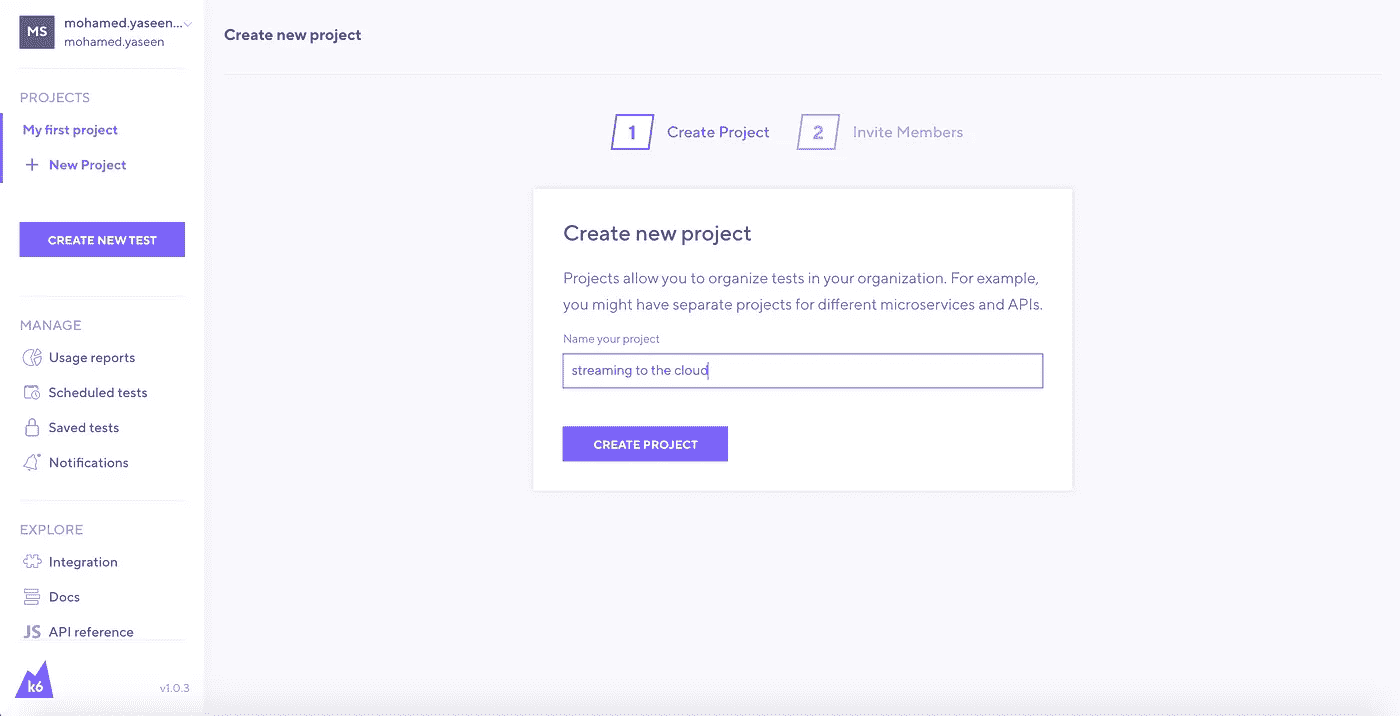 MS
mohamed.yaseen...
mohamed.yaseen
PROJECTS
My first project
+ New Project
CREATE NEW TEST
MANAGE
Usage reports
Scheduled tests
Saved tests
Notifications
EXPLORE
Integration
Docs
JS API reference
k6
v1.0.3
Create new project
1 Create Project 2 Invite Members
Create new project
Projects allow you to organize tests in your organization. For example,
you might have separate projects for different microservices and APIs.
Name your project
streaming to the cloud
CREATE PROJECT